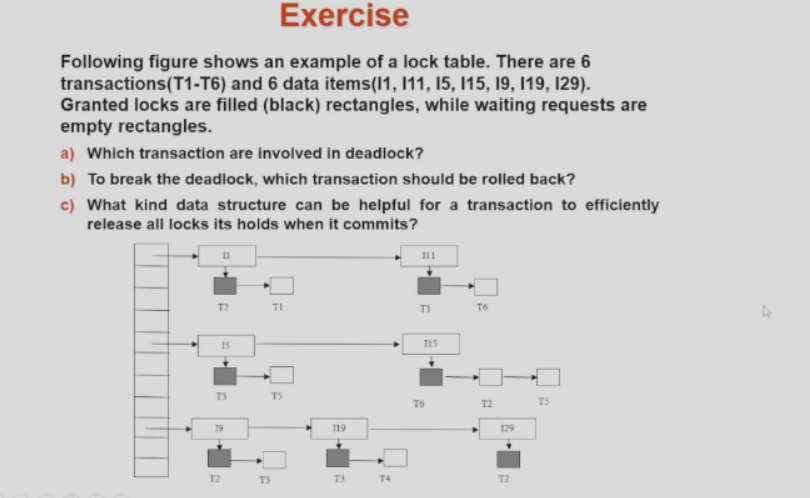 Exercise
Following figure shows an example of a lock table. There are 6
transactions(T1-T6) and 6 data items(I1, I11, I5, I15, I9, I19, I29).
Granted locks are filled (black) rectangles, while waiting requests are
empty rectangles.
a) Which transaction are involved in deadlock?
b) To break the deadlock, which transaction should be rolled back?
c) What kind data structure can be helpful for a transaction to efficiently
release all locks its holds when it commits?
I1 I11
T2 T1 T1 T6
I5 I15
T3 T5 T6 T2 T5
I9 I19 I29
T2 T3 T3 T4 T2